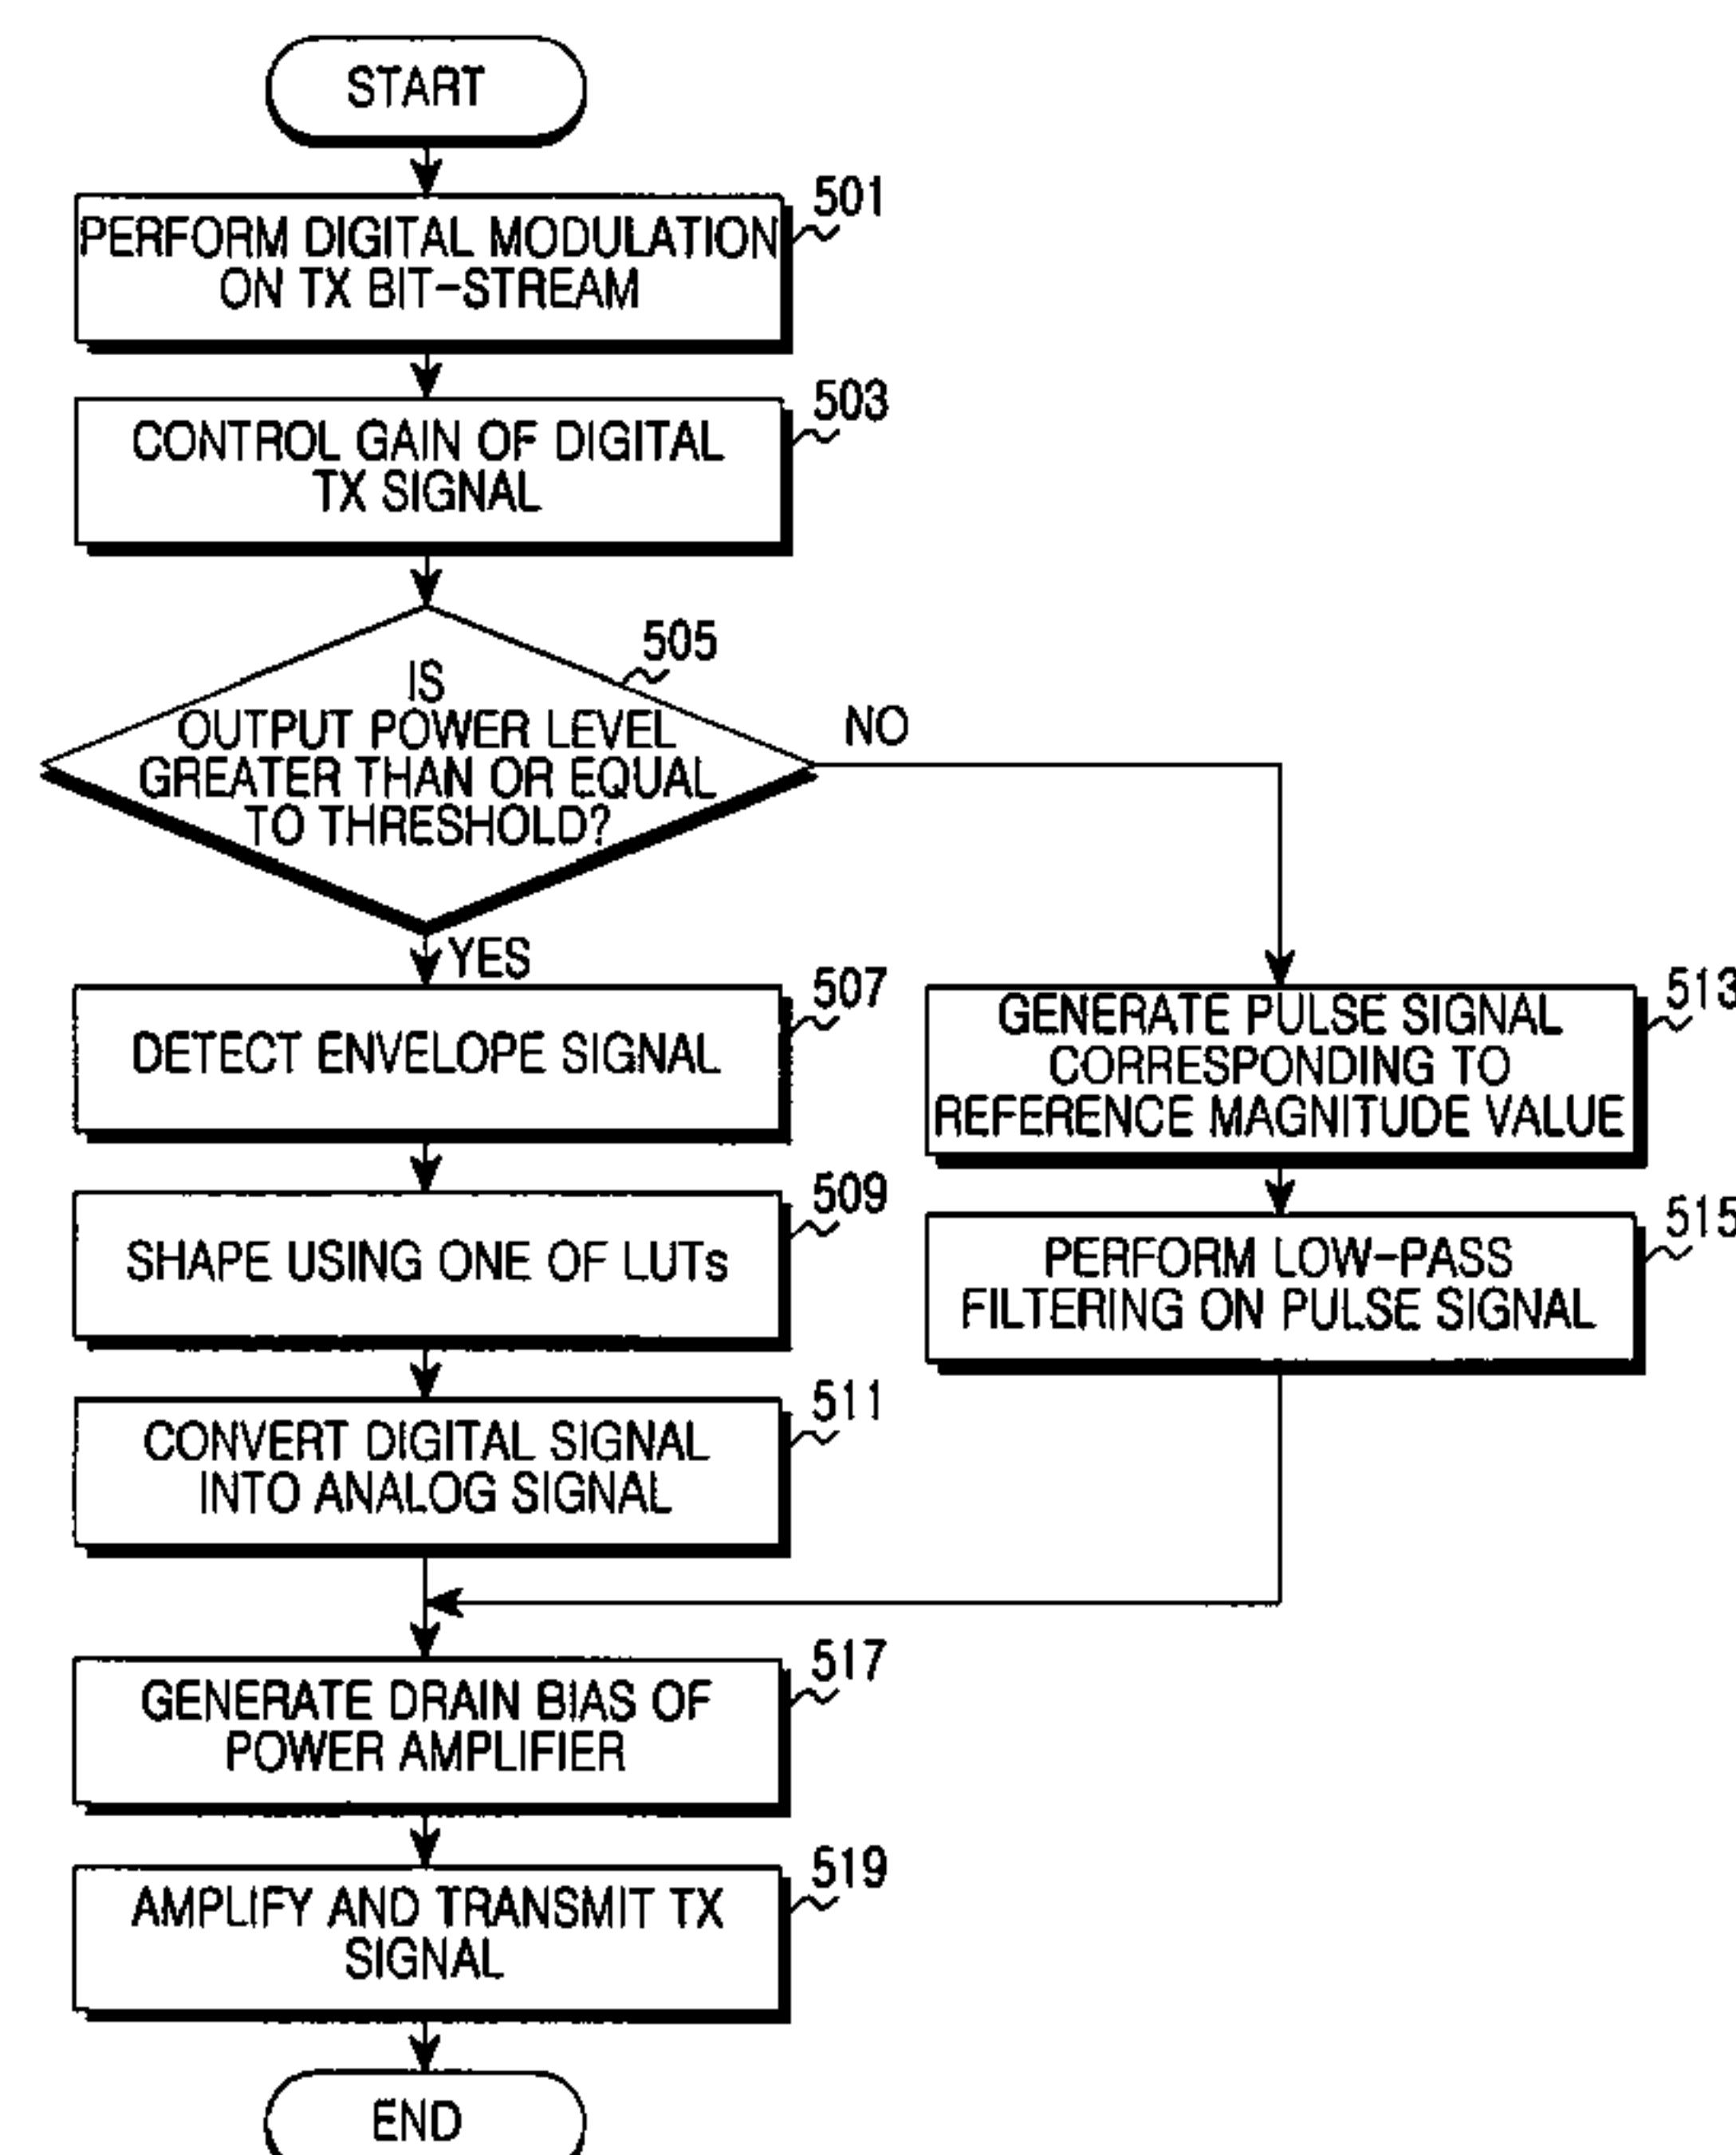 START
501
PERFORM DIGITAL MODULATION
ON TX BIT-STREAM
503
CONTROL GAIN OF DIGITAL
TX SIGNAL
505
IS
OUTPUT POWER LEVEL
GREATER THAN OR EQUAL
TO THRESHOLD?
NO
YES
507
DETECT ENVELOPE SIGNAL
513
GENERATE PULSE SIGNAL
CORRESPONDING TO
REFERENCE MAGNITUDE VALUE
509
SHAPE USING ONE OF LUTs
515
PERFORM LOW-PASS
FILTERING ON PULSE SIGNAL
511
CONVERT DIGITAL SIGNAL
INTO ANALOG SIGNAL
517
GENERATE DRAIN BIAS OF
POWER AMPLIFIER
519
AMPLIFY AND TRANSMIT TX
SIGNAL
END